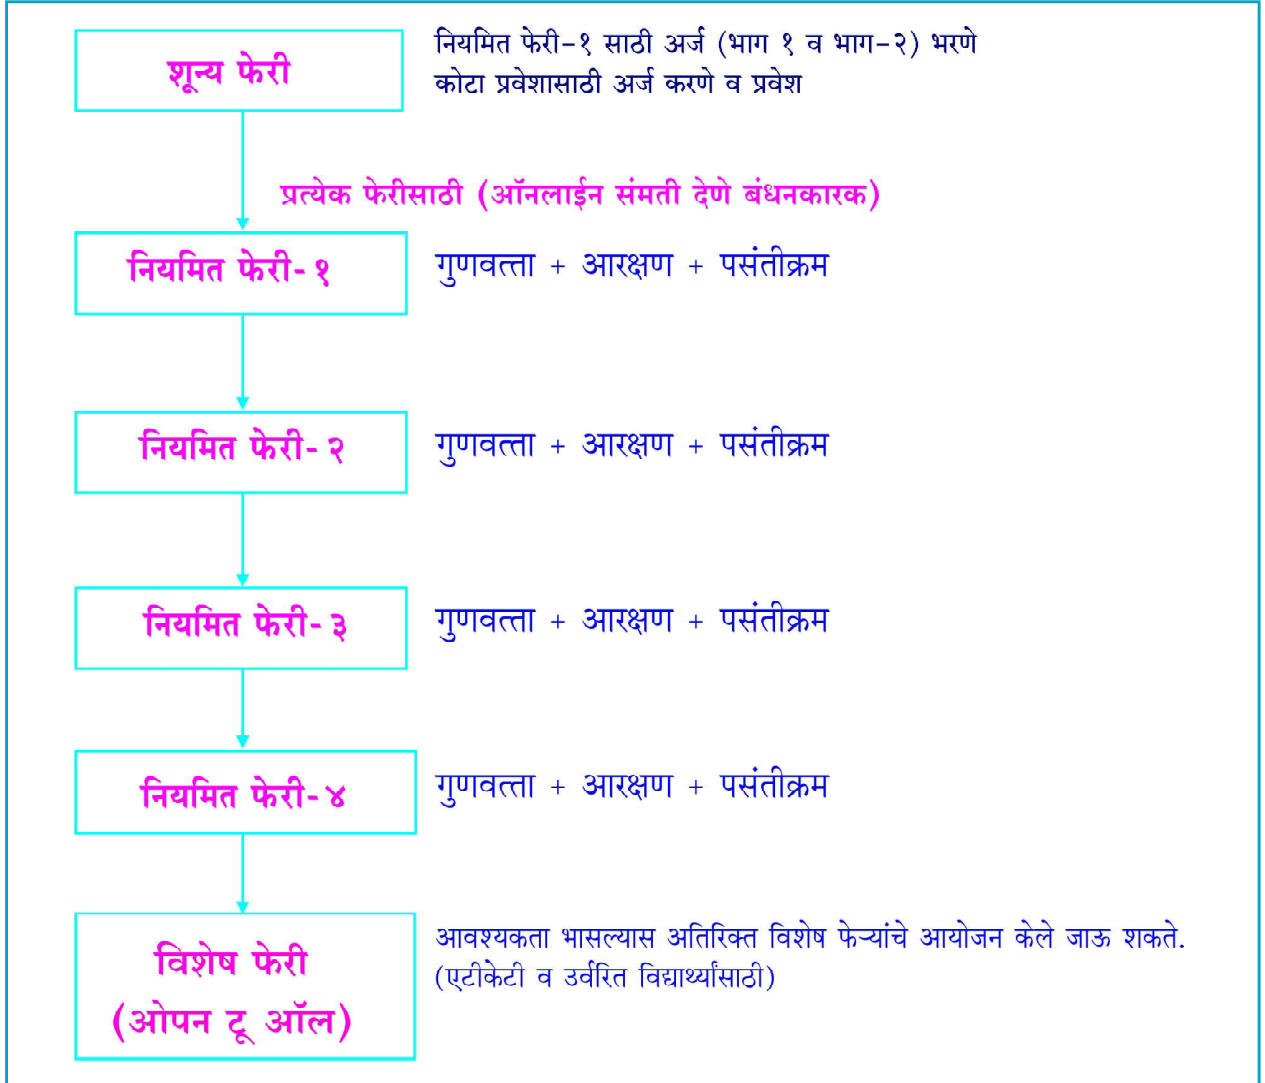 शून्य फेरी
नियमित फेरी-१ साठी अर्ज (भाग १ व भाग-२) भरणे
कोटा प्रवेशासाठी अर्ज करणे व प्रवेश
प्रत्येक फेरीसाठी (ऑनलाईन संमती देणे बंधनकारक)
नियमित फेरी-१
गुणवत्ता + आरक्षण + पसंतीक्रम
नियमित फेरी-२
गुणवत्ता + आरक्षण + पसंतीक्रम
नियमित फेरी-३
गुणवत्ता + आरक्षण + पसंतीक्रम
नियमित फेरी-४
गुणवत्ता + आरक्षण + पसंतीक्रम
विशेष फेरी
(ओपन टू ऑल)
आवश्यकता भासल्यास अतिरिक्त विशेष फेऱ्यांचे आयोजन केले जाऊ शकते.
(एटीकेटी व उर्वरित विद्यार्थ्यांसाठी)